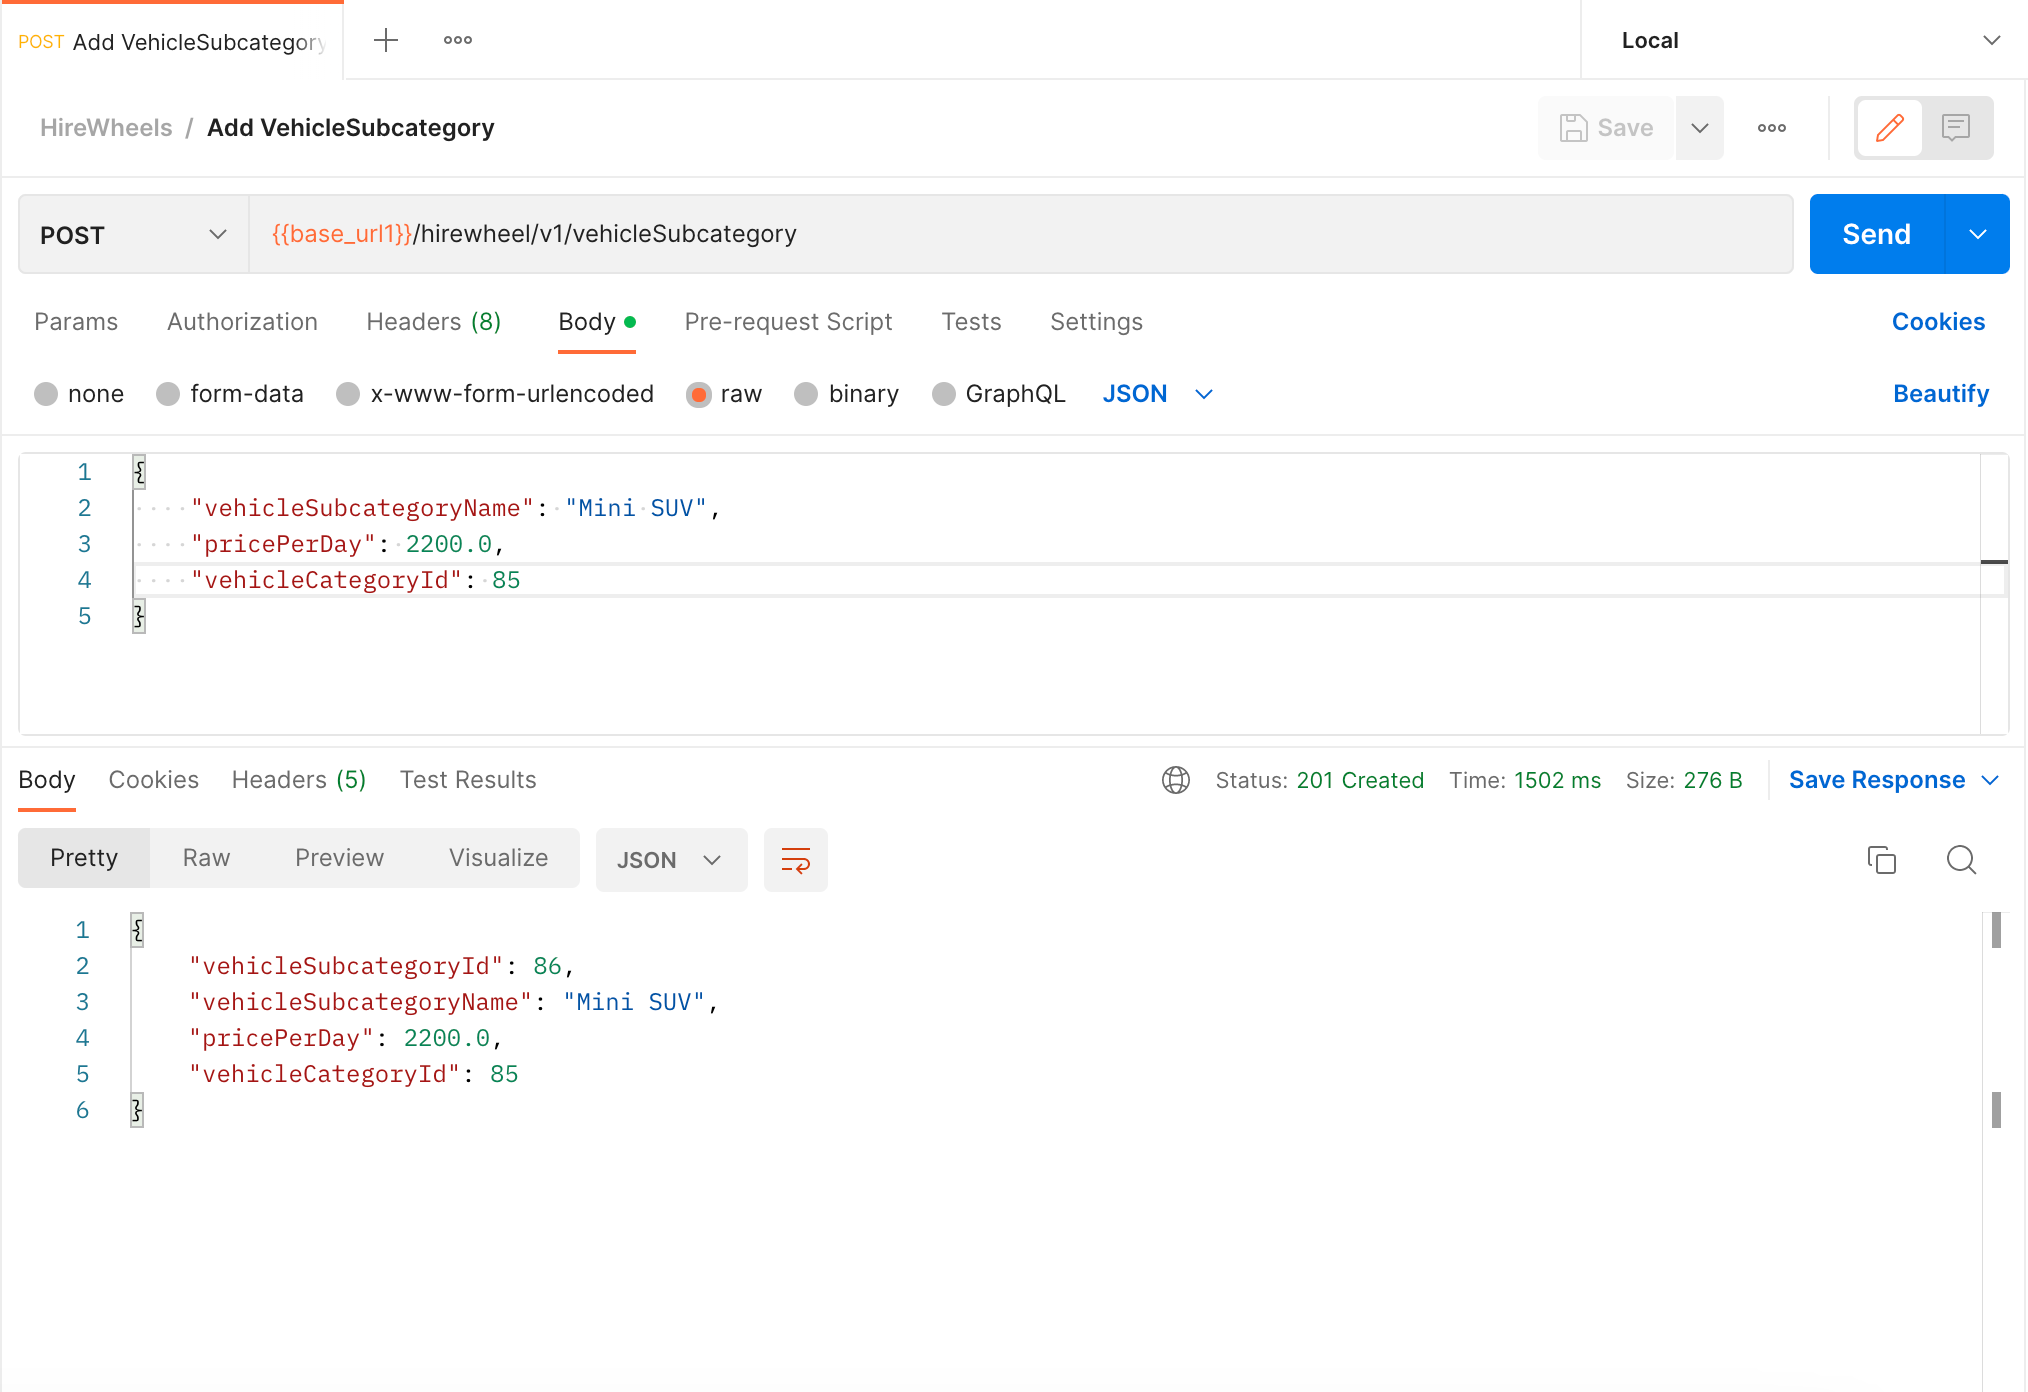 POST Add VehicleSubcategory
Local
HireWheels / Add VehicleSubcategory
Save
POST {{base_url1}}/hirewheel/v1/vehicleSubcategory Send
Params Authorization Headers (8) Body Pre-request Script Tests Settings Cookies
none form-data x-www-form-urlencoded raw binary GraphQL JSON Beautify
1 {
2 "vehicleSubcategoryName": "Mini SUV",
3 "pricePerDay": 2200.0,
4 "vehicleCategoryId": 85
5 }
Body Cookies Headers (5) Test Results Status: 201 Created Time: 1502 ms Size: 276 B Save Response
Pretty Raw Preview Visualize JSON
1 {
2 "vehicleSubcategoryId": 86,
3 "vehicleSubcategoryName": "Mini SUV",
4 "pricePerDay": 2200.0,
5 "vehicleCategoryId": 85
6 }